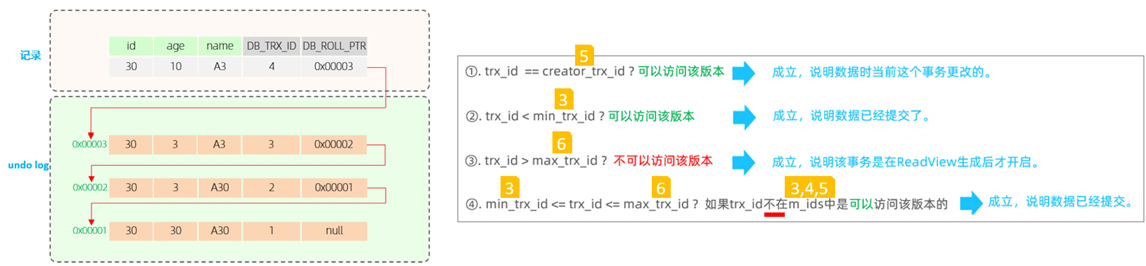 记录
id age name DB_TRX_ID DB_ROLL_PTR
30 10 A3 4 0x00003
undo log
0x00003 30 3 A3 3 0x00002
0x00002 30 3 A30 2 0x00001
0x00001 30 30 A30 1 null
5
①. trx_id == creator_trx_id ? 可以访问该版本 成立，说明数据时当前这个事务更改的。
3
②. trx_id < min_trx_id ? 可以访问该版本 成立，说明数据已经提交了。
6
③. trx_id > max_trx_id ? 不可以访问该版本 成立，说明该事务是在ReadView生成后才开启。
3 6 3,4,5
④. min_trx_id <= trx_id <= max_trx_id ? 如果trx_id不在m_ids中是可以访问该版本的 成立，说明数据已经提交。